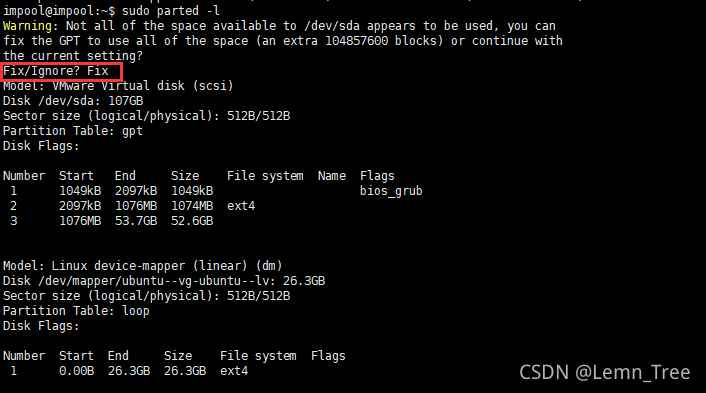 impool@impool:~$ sudo parted -l
Warning: Not all of the space available to /dev/sda appears to be used, you can
fix the GPT to use all of the space (an extra 104857600 blocks) or continue with
the current setting?
Fix/Ignore? Fix
Model: VMware Virtual disk (scsi)
Disk /dev/sda: 107GB
Sector size (logical/physical): 512B/512B
Partition Table: gpt
Disk Flags:
Number  Start   End     Size    File system  Name  Flags
 1      1049kB  2097kB  1049kB                     bios_grub
 2      2097kB  1076MB  1074MB  ext4
 3      1076MB  53.7GB  52.6GB
Model: Linux device-mapper (linear) (dm)
Disk /dev/mapper/ubuntu--vg-ubuntu--lv: 26.3GB
Sector size (logical/physical): 512B/512B
Partition Table: loop
Disk Flags:
Number  Start  End     Size    File system  Flags
 1      0.00B  26.3GB  26.3GB  ext4
CSDN @Lemn_Tree